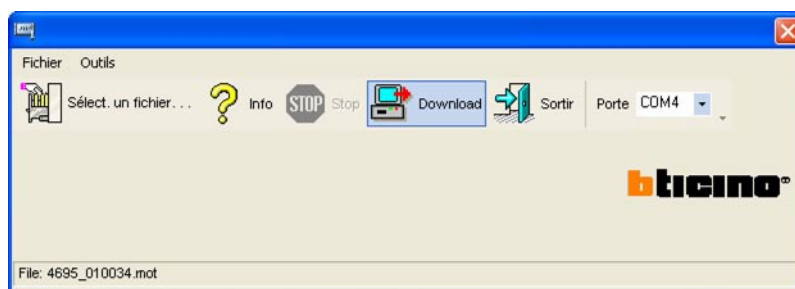 Fichier Outils
Sélect. un fichier... Info STOP Stop Download Sortir Porte COM4
bticino
File: 4695_010034.mot